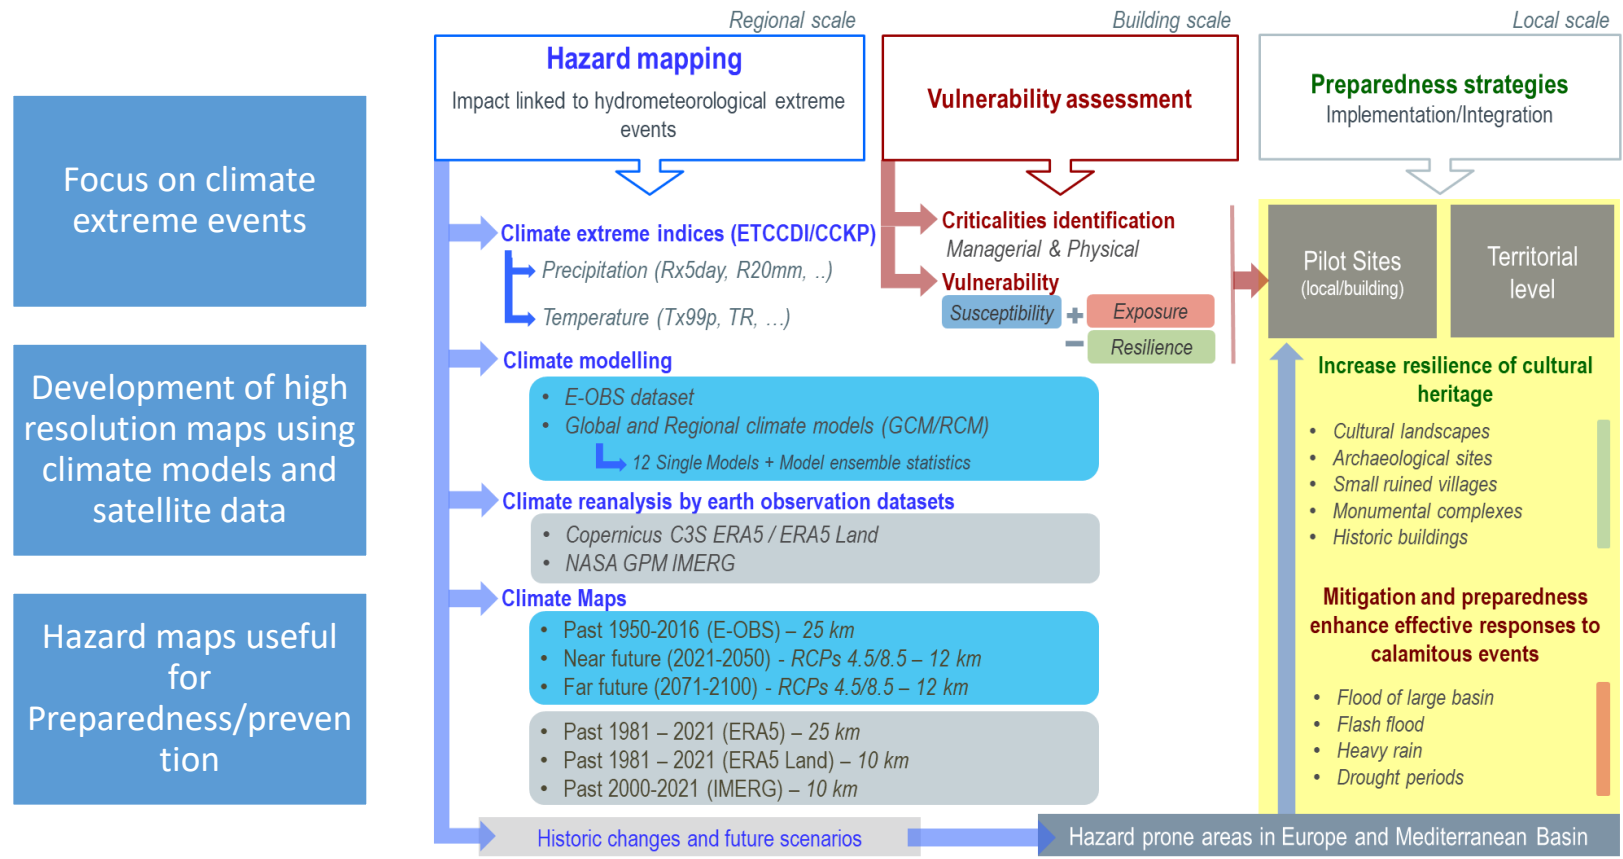 Focus on climate
extreme events
Development of high
resolution maps using
climate models and
satellite data
Hazard maps useful
for
Preparedness/preven
tion
Regional scale
Hazard mapping
Impact linked to hydrometeorological extreme
events
Climate extreme indices (ETCCDI/CCKP)
Precipitation (Rx5day, R20mm, ..)
Temperature (Tx99p, TR, …)
Climate modelling
• E-OBS dataset
• Global and Regional climate models (GCM/RCM)
12 Single Models + Model ensemble statistics
Climate reanalysis by earth observation datasets
• Copernicus C3S ERA5 / ERA5 Land
• NASA GPM IMERG
Climate Maps
• Past 1950-2016 (E-OBS) – 25 km
• Near future (2021-2050) - RCPs 4.5/8.5 – 12 km
• Far future (2071-2100) - RCPs 4.5/8.5 – 12 km
• Past 1981 – 2021 (ERA5) – 25 km
• Past 1981 – 2021 (ERA5 Land) – 10 km
• Past 2000-2021 (IMERG) – 10 km
Historic changes and future scenarios
Building scale
Vulnerability assessment
Criticalities identification
Managerial & Physical
Vulnerability
Susceptibility + Exposure
– Resilience
Local scale
Preparedness strategies
Implementation/Integration
Pilot Sites
(local/building)
Territorial
level
Increase resilience of cultural
heritage
• Cultural landscapes
• Archaeological sites
• Small ruined villages
• Monumental complexes
• Historic buildings
Mitigation and preparedness
enhance effective responses to
calamitous events
• Flood of large basin
• Flash flood
• Heavy rain
• Drought periods
Hazard prone areas in Europe and Mediterranean Basin